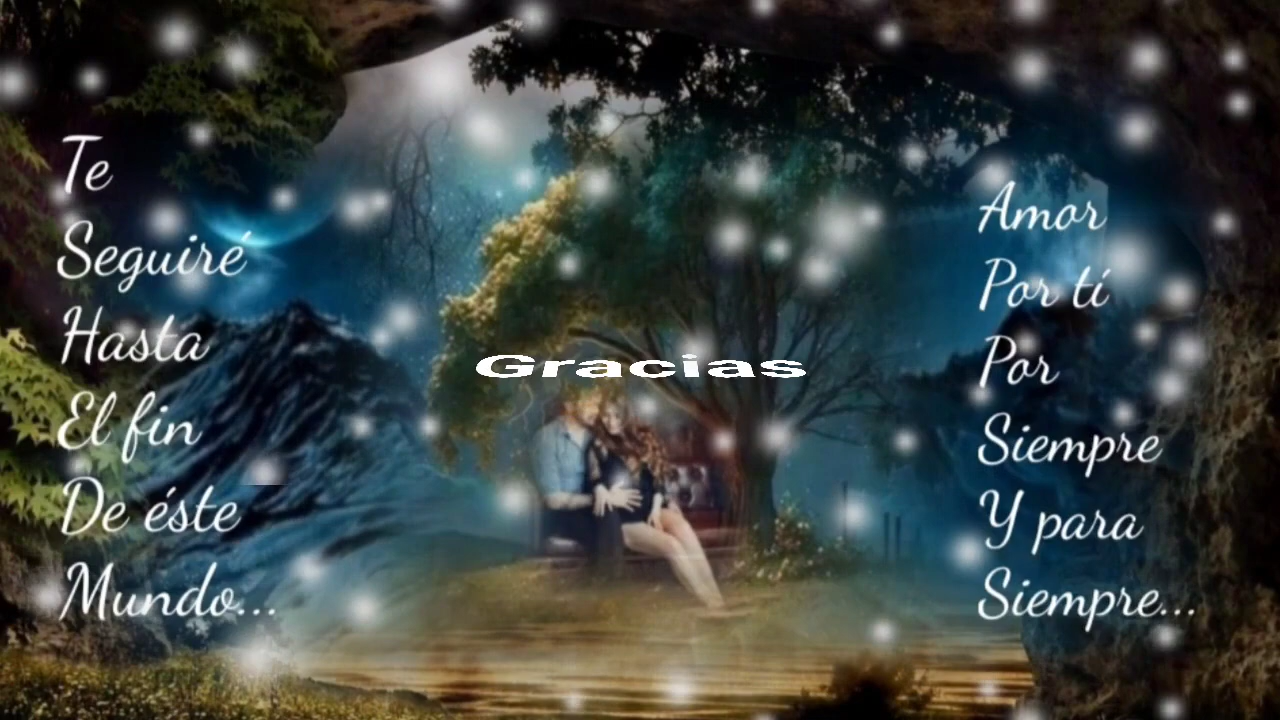 Te
Seguiré
Hasta
El fin
De éste
Mundo...
Gracias
Amor
Por tí
Por
Siempre
Y para
Siempre...